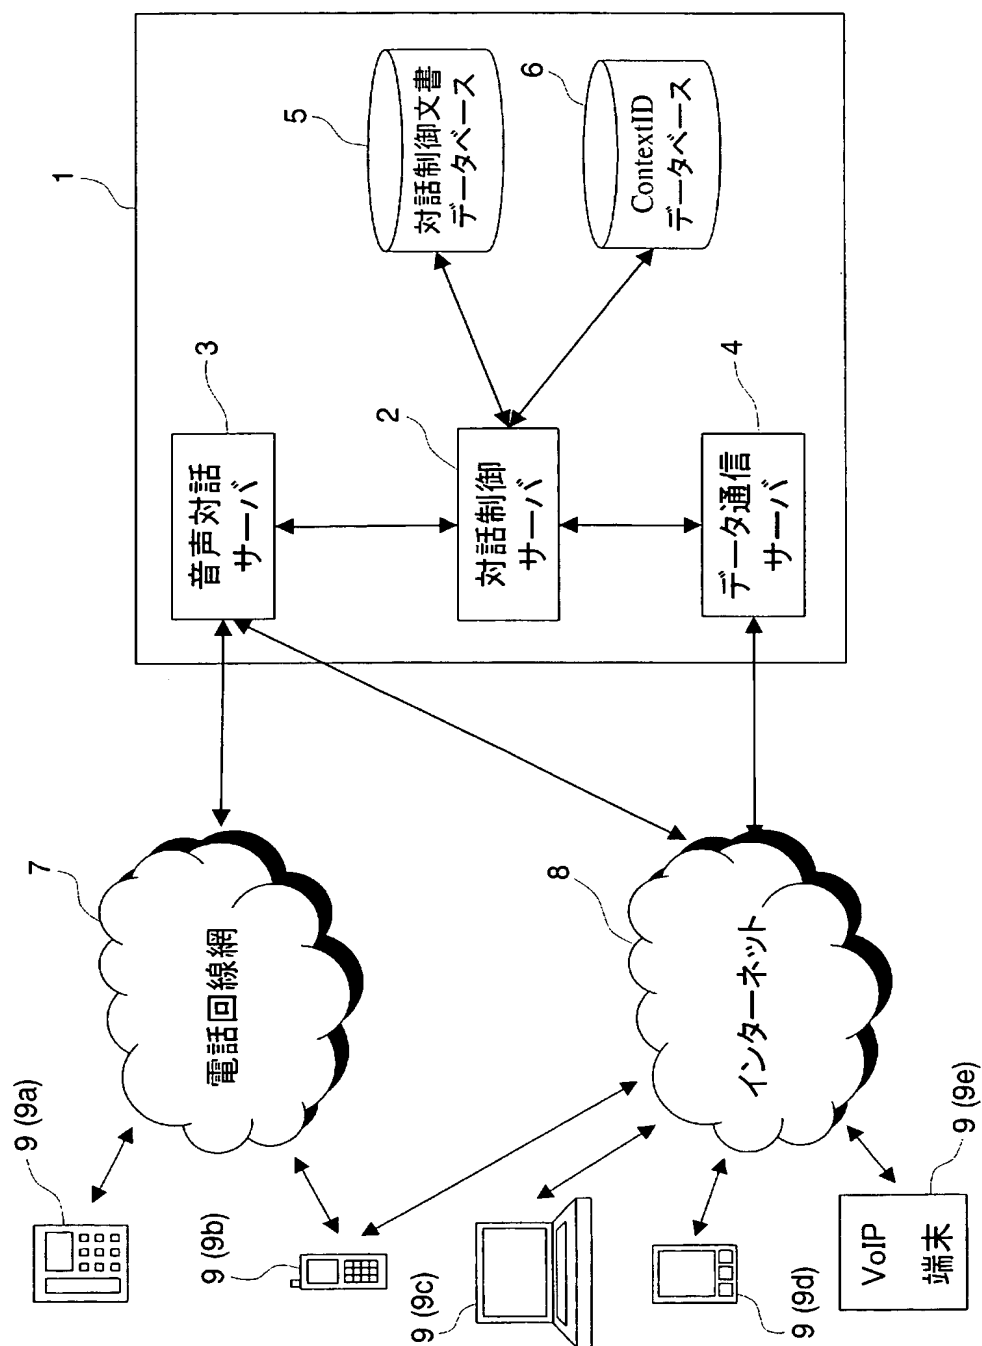 1
5
対話制御文書
データベース
6
ContextID
データベース
3
音声対話
サーバ
2
対話制御
サーバ
4
データ通信
サーバ
7
電話回線網
8
インターネット
9 (9a)
9 (9b)
9 (9c)
9 (9d)
9 (9e)
VoIP
端末